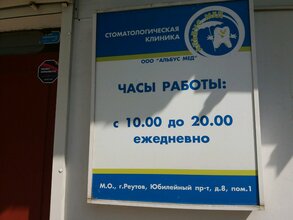 СТОМАТОЛОГИЧЕСКАЯ
КЛИНИКА
ООО "АЛЬБУС МЕД"
ЧАСЫ РАБОТЫ:
с 10.00 до 20.00
ежедневно
М.О., г.Реутов, Юбилейный пр-т, д.8, пом.1